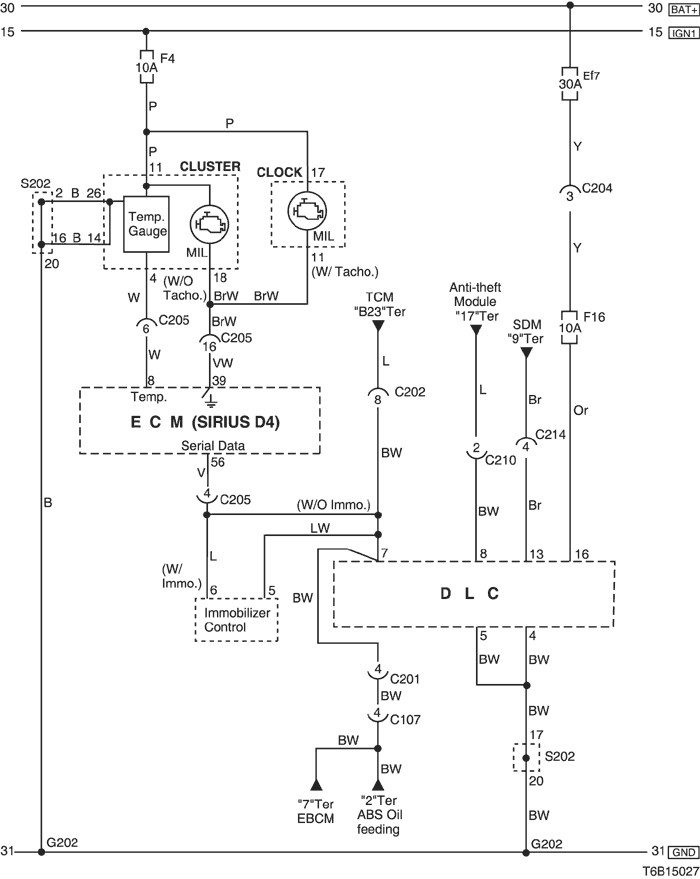 30 30 BAT+
15 15 IGN1
F4
10A
Ef7
30A
P
P
P
Y
11 CLUSTER
CLOCK 17
S202
2 B 26
C204
3
Temp.
Gauge
16 B 14
MIL
MIL
Y
20
4
(W/O
Tacho.)
18
11
(W/ Tacho.)
W
BrW BrW
TCM
"B23"Ter
Anti-theft
Module
"17"Ter
SDM
"9"Ter
F16
10A
C205
6
BrW
C205
16
W
VW
L
8
39
C202
8
L
Br
Or
Temp.
E C M (SIRIUS D4)
Serial Data
C214
4
BW
2
C210
56
V
4
C205
B
(W/O Immo.)
BW
Br
LW
L
(W/
Immo.)
7
8
13
16
6
5
BW
D L C
Immobilizer
Control
5
4
BW
BW
4
C201
BW
4
C107
BW
17
S202
20
BW
BW
BW
"7"Ter
EBCM
"2"Ter
ABS Oil
feeding
G202
G202
31 31 GND
T6B15027